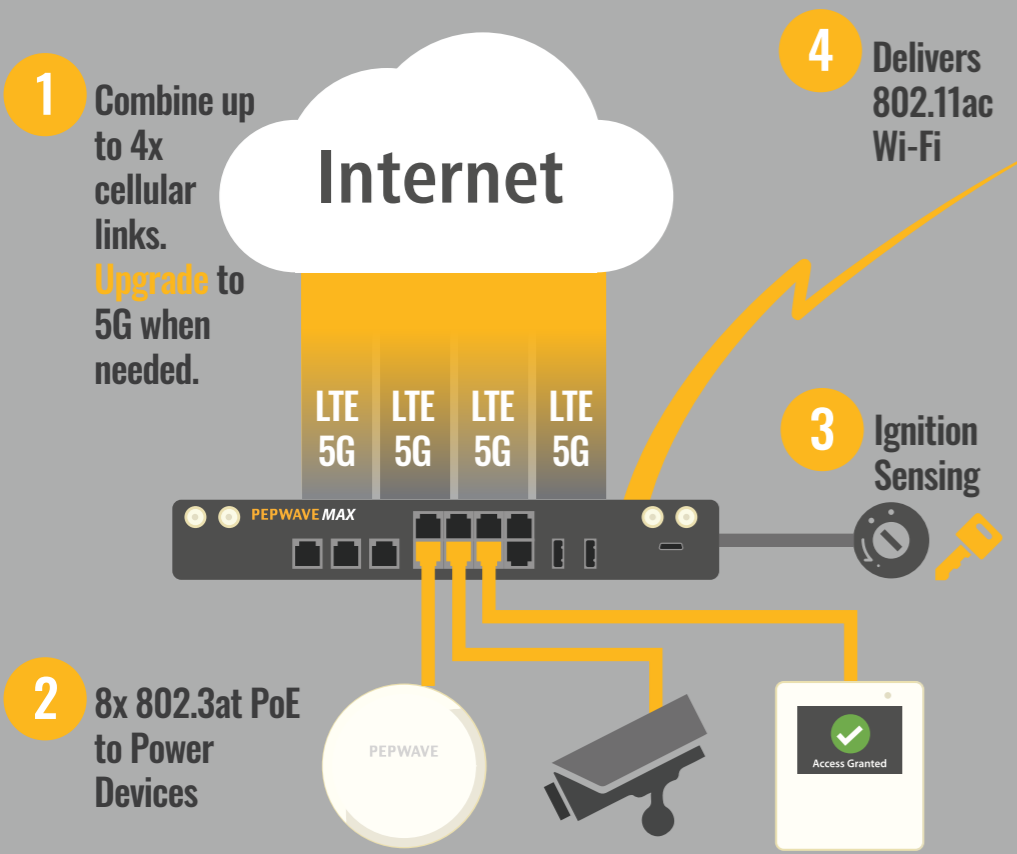 1
Combine up
to 4x
cellular
links.
Upgrade to
5G when
needed.
Internet
4
Delivers
802.11ac
Wi-Fi
LTE LTE LTE LTE
5G 5G 5G 5G
3
Ignition
Sensing
PEPWAVE MAX
2
8x 802.3at PoE
to Power
Devices
PEPWAVE
Access Granted